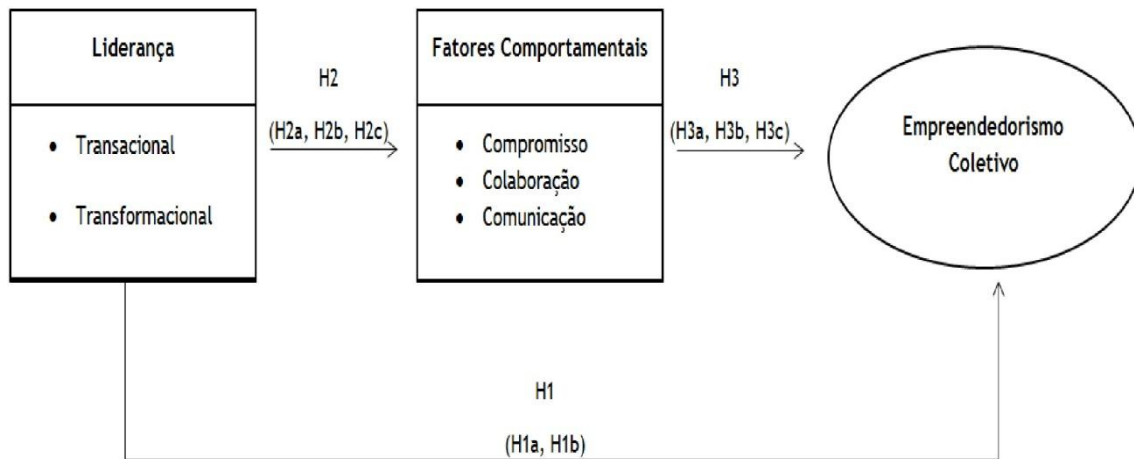 Liderança
• Transacional
• Transformacional
H2
(H2a, H2b, H2c)
Fatores Comportamentais
• Compromisso
• Colaboração
• Comunicação
H3
(H3a, H3b, H3c)
Empreendedorismo
Coletivo
H1
(H1a, H1b)